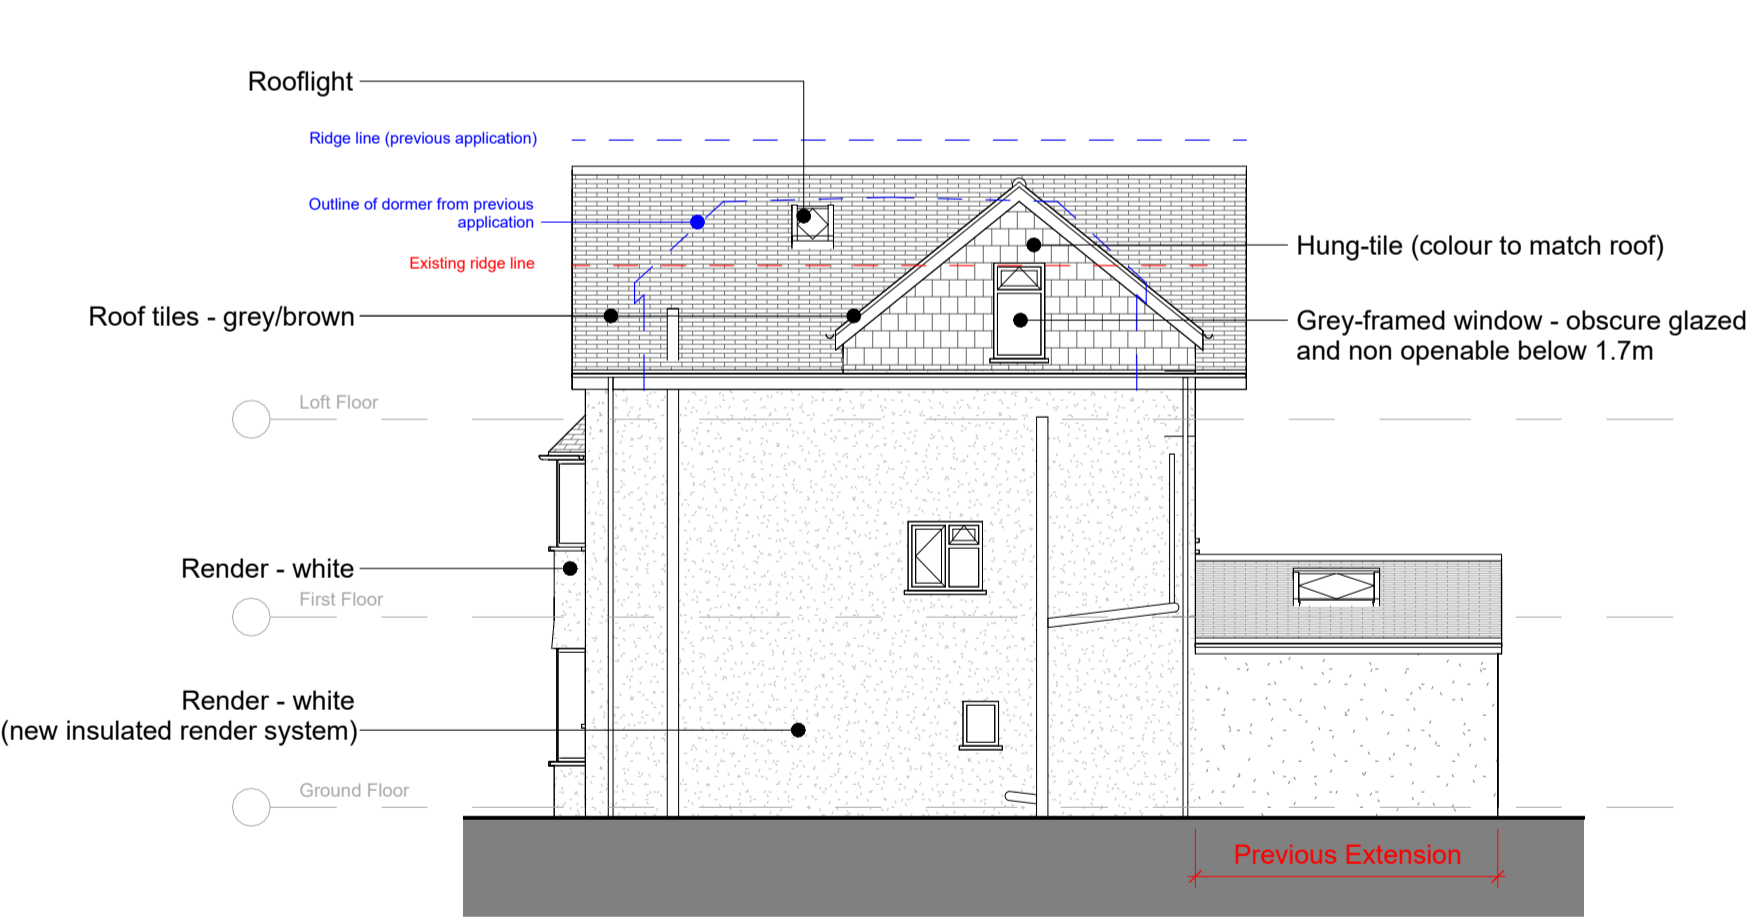 Rooflight
Ridge line (previous application)
Outline of dormer from previous
application
Existing ridge line
Hung-tile (colour to match roof)
Roof tiles - grey/brown
Grey-framed window - obscure glazed
and non openable below 1.7m
Loft Floor
Render - white
First Floor
Render - white
(new insulated render system)
Ground Floor
Previous Extension